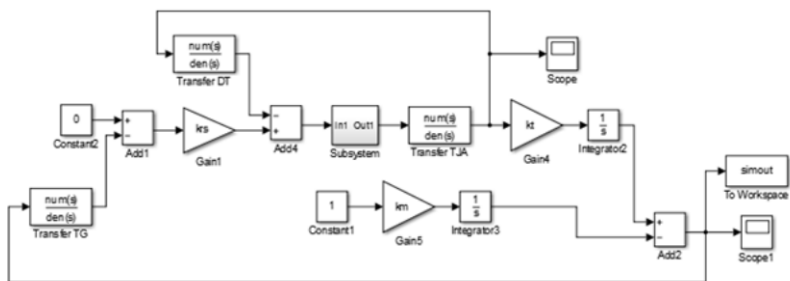 num(s)
den(s)
Transfer DT
Scope
0
Constant2
Add1
krs
Gain1
Add4
In1 Out1
Subsystem
num(s)
den(s)
Transfer TJA
kt
Gain4
1
s
Integrator2
num(s)
den(s)
Transfer TG
1
Constant1
km
Gain5
1
s
Integrator3
Add2
simout
To Workspace
Scope1